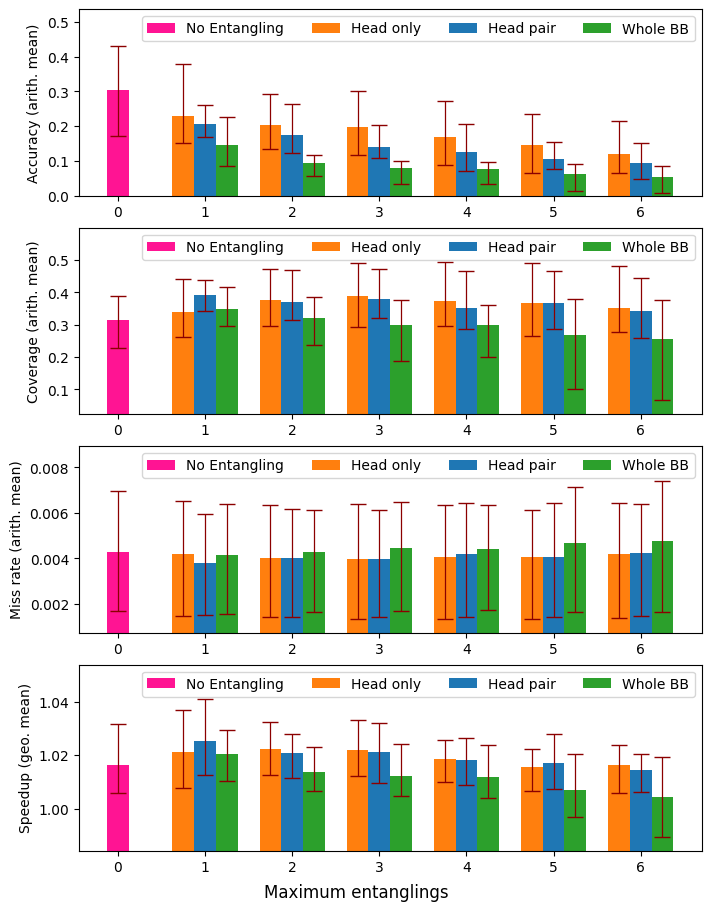 No Entangling Head only Head pair Whole BB
Accuracy (arith. mean)
0.5
0.4
0.3
0.2
0.1
0.0
0 1 2 3 4 5 6
No Entangling Head only Head pair Whole BB
Coverage (arith. mean)
0.5
0.4
0.3
0.2
0.1
0 1 2 3 4 5 6
No Entangling Head only Head pair Whole BB
Miss rate (arith. mean)
0.008
0.006
0.004
0.002
0 1 2 3 4 5 6
No Entangling Head only Head pair Whole BB
Speedup (geo. mean)
1.04
1.02
1.00
0 1 2 3 4 5 6
Maximum entanglings